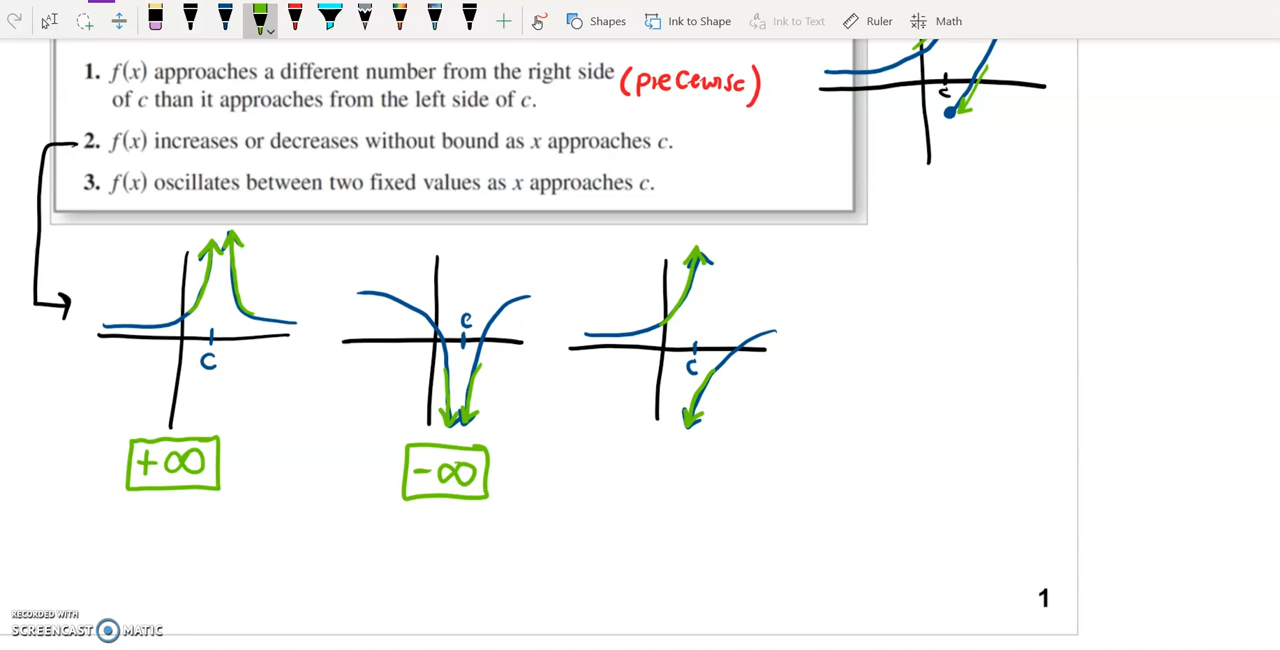 Shapes Ink to Shape Ink to Text Ruler Math
1. f(x) approaches a different number from the right side (piecewise)
of c than it approaches from the left side of c.
2. f(x) increases or decreases without bound as x approaches c.
3. f(x) oscillates between two fixed values as x approaches c.
c
c
c
c
+∞
-∞
1
RECORDED WITH
SCREENCAST MATIC